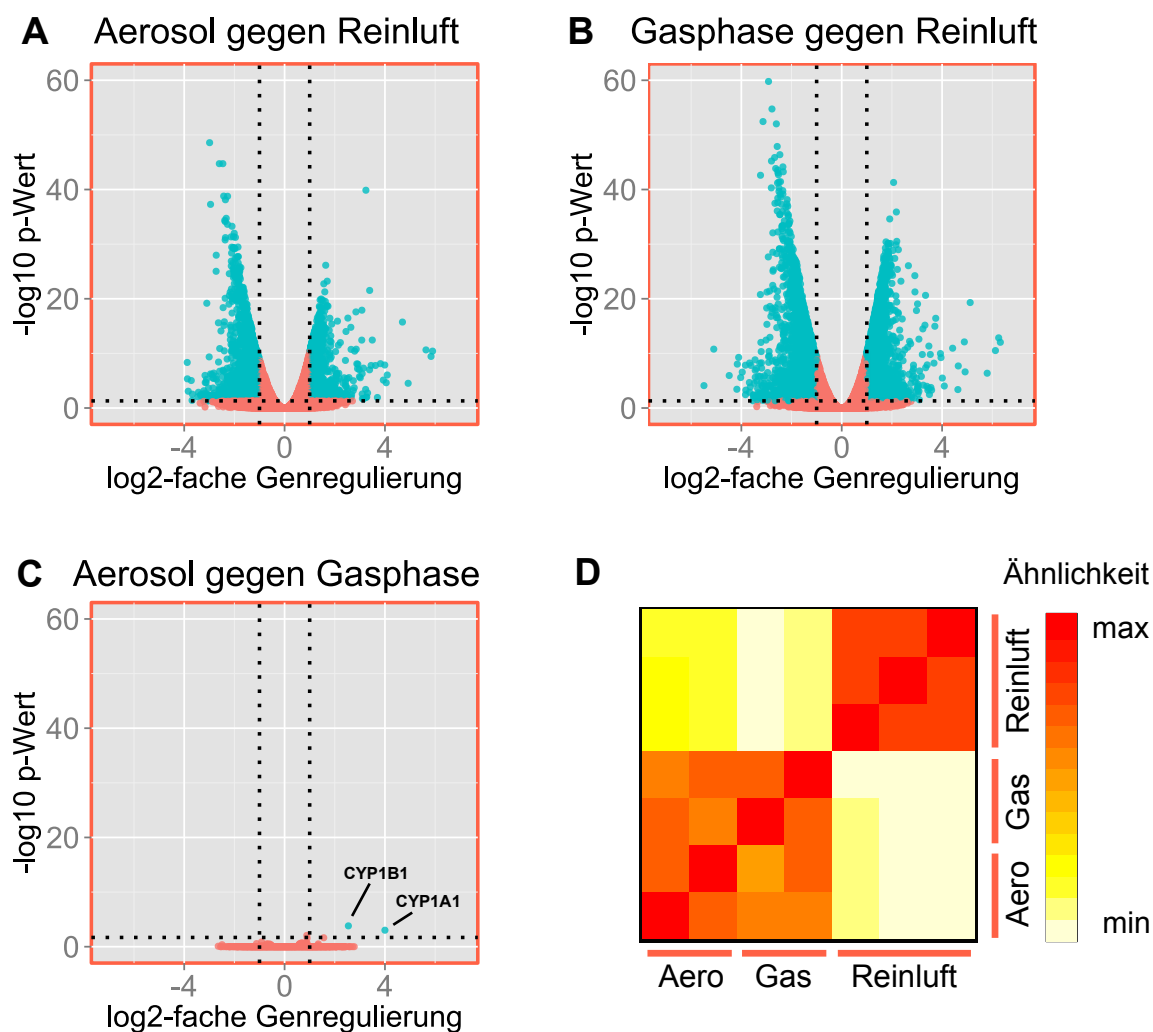 A Aerosol gegen Reinluft
60
40
20
0
-log10 p-Wert
-4 0 4
log2-fache Genregulierung
B Gasphase gegen Reinluft
60
40
20
0
-log10 p-Wert
-4 0 4
log2-fache Genregulierung
C Aerosol gegen Gasphase
60
40
20
0
-log10 p-Wert
CYP1B1
CYP1A1
-4 0 4
log2-fache Genregulierung
D
Ähnlichkeit
max
min
Reinluft
Gas
Aero
Aero Gas Reinluft